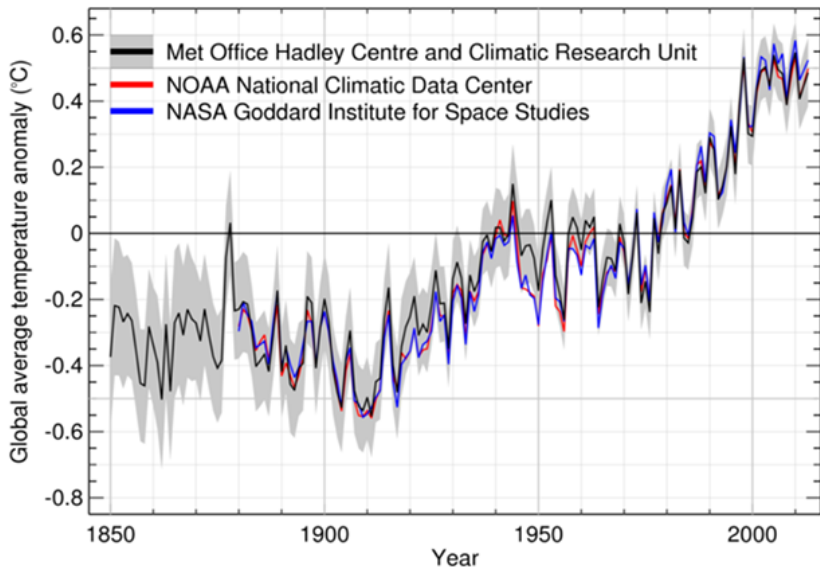 Global average temperature anomaly (°C)
0.6
0.4
0.2
0
-0.2
-0.4
-0.6
-0.8
Met Office Hadley Centre and Climatic Research Unit
NOAA National Climatic Data Center
NASA Goddard Institute for Space Studies
1850 1900 1950 2000
Year